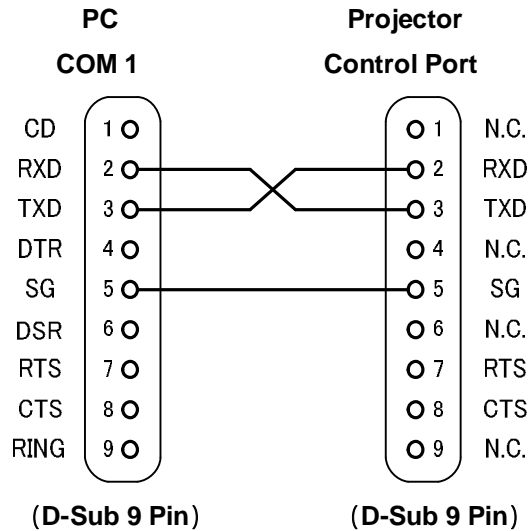 PC Projector
COM 1 Control Port
CD 1 1 N.C.
RXD 2 2 RXD
TXD 3 3 TXD
DTR 4 4 N.C.
SG 5 5 SG
DSR 6 6 N.C.
RTS 7 7 RTS
CTS 8 8 CTS
RING 9 9 N.C.
(D-Sub 9 Pin) (D-Sub 9 Pin)